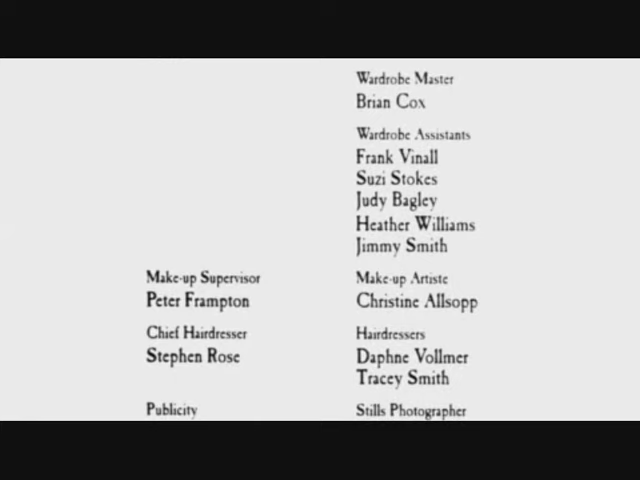 Wardrobe Master
Brian Cox
Wardrobe Assistants
Frank Vinall
Suzi Stokes
Judy Bagley
Heather Williams
Jimmy Smith
Make-up Supervisor
Peter Frampton
Make-up Artiste
Christine Allsopp
Chief Hairdresser
Stephen Rose
Hairdressers
Daphne Vollmer
Tracey Smith
Publicity
Stills Photographer